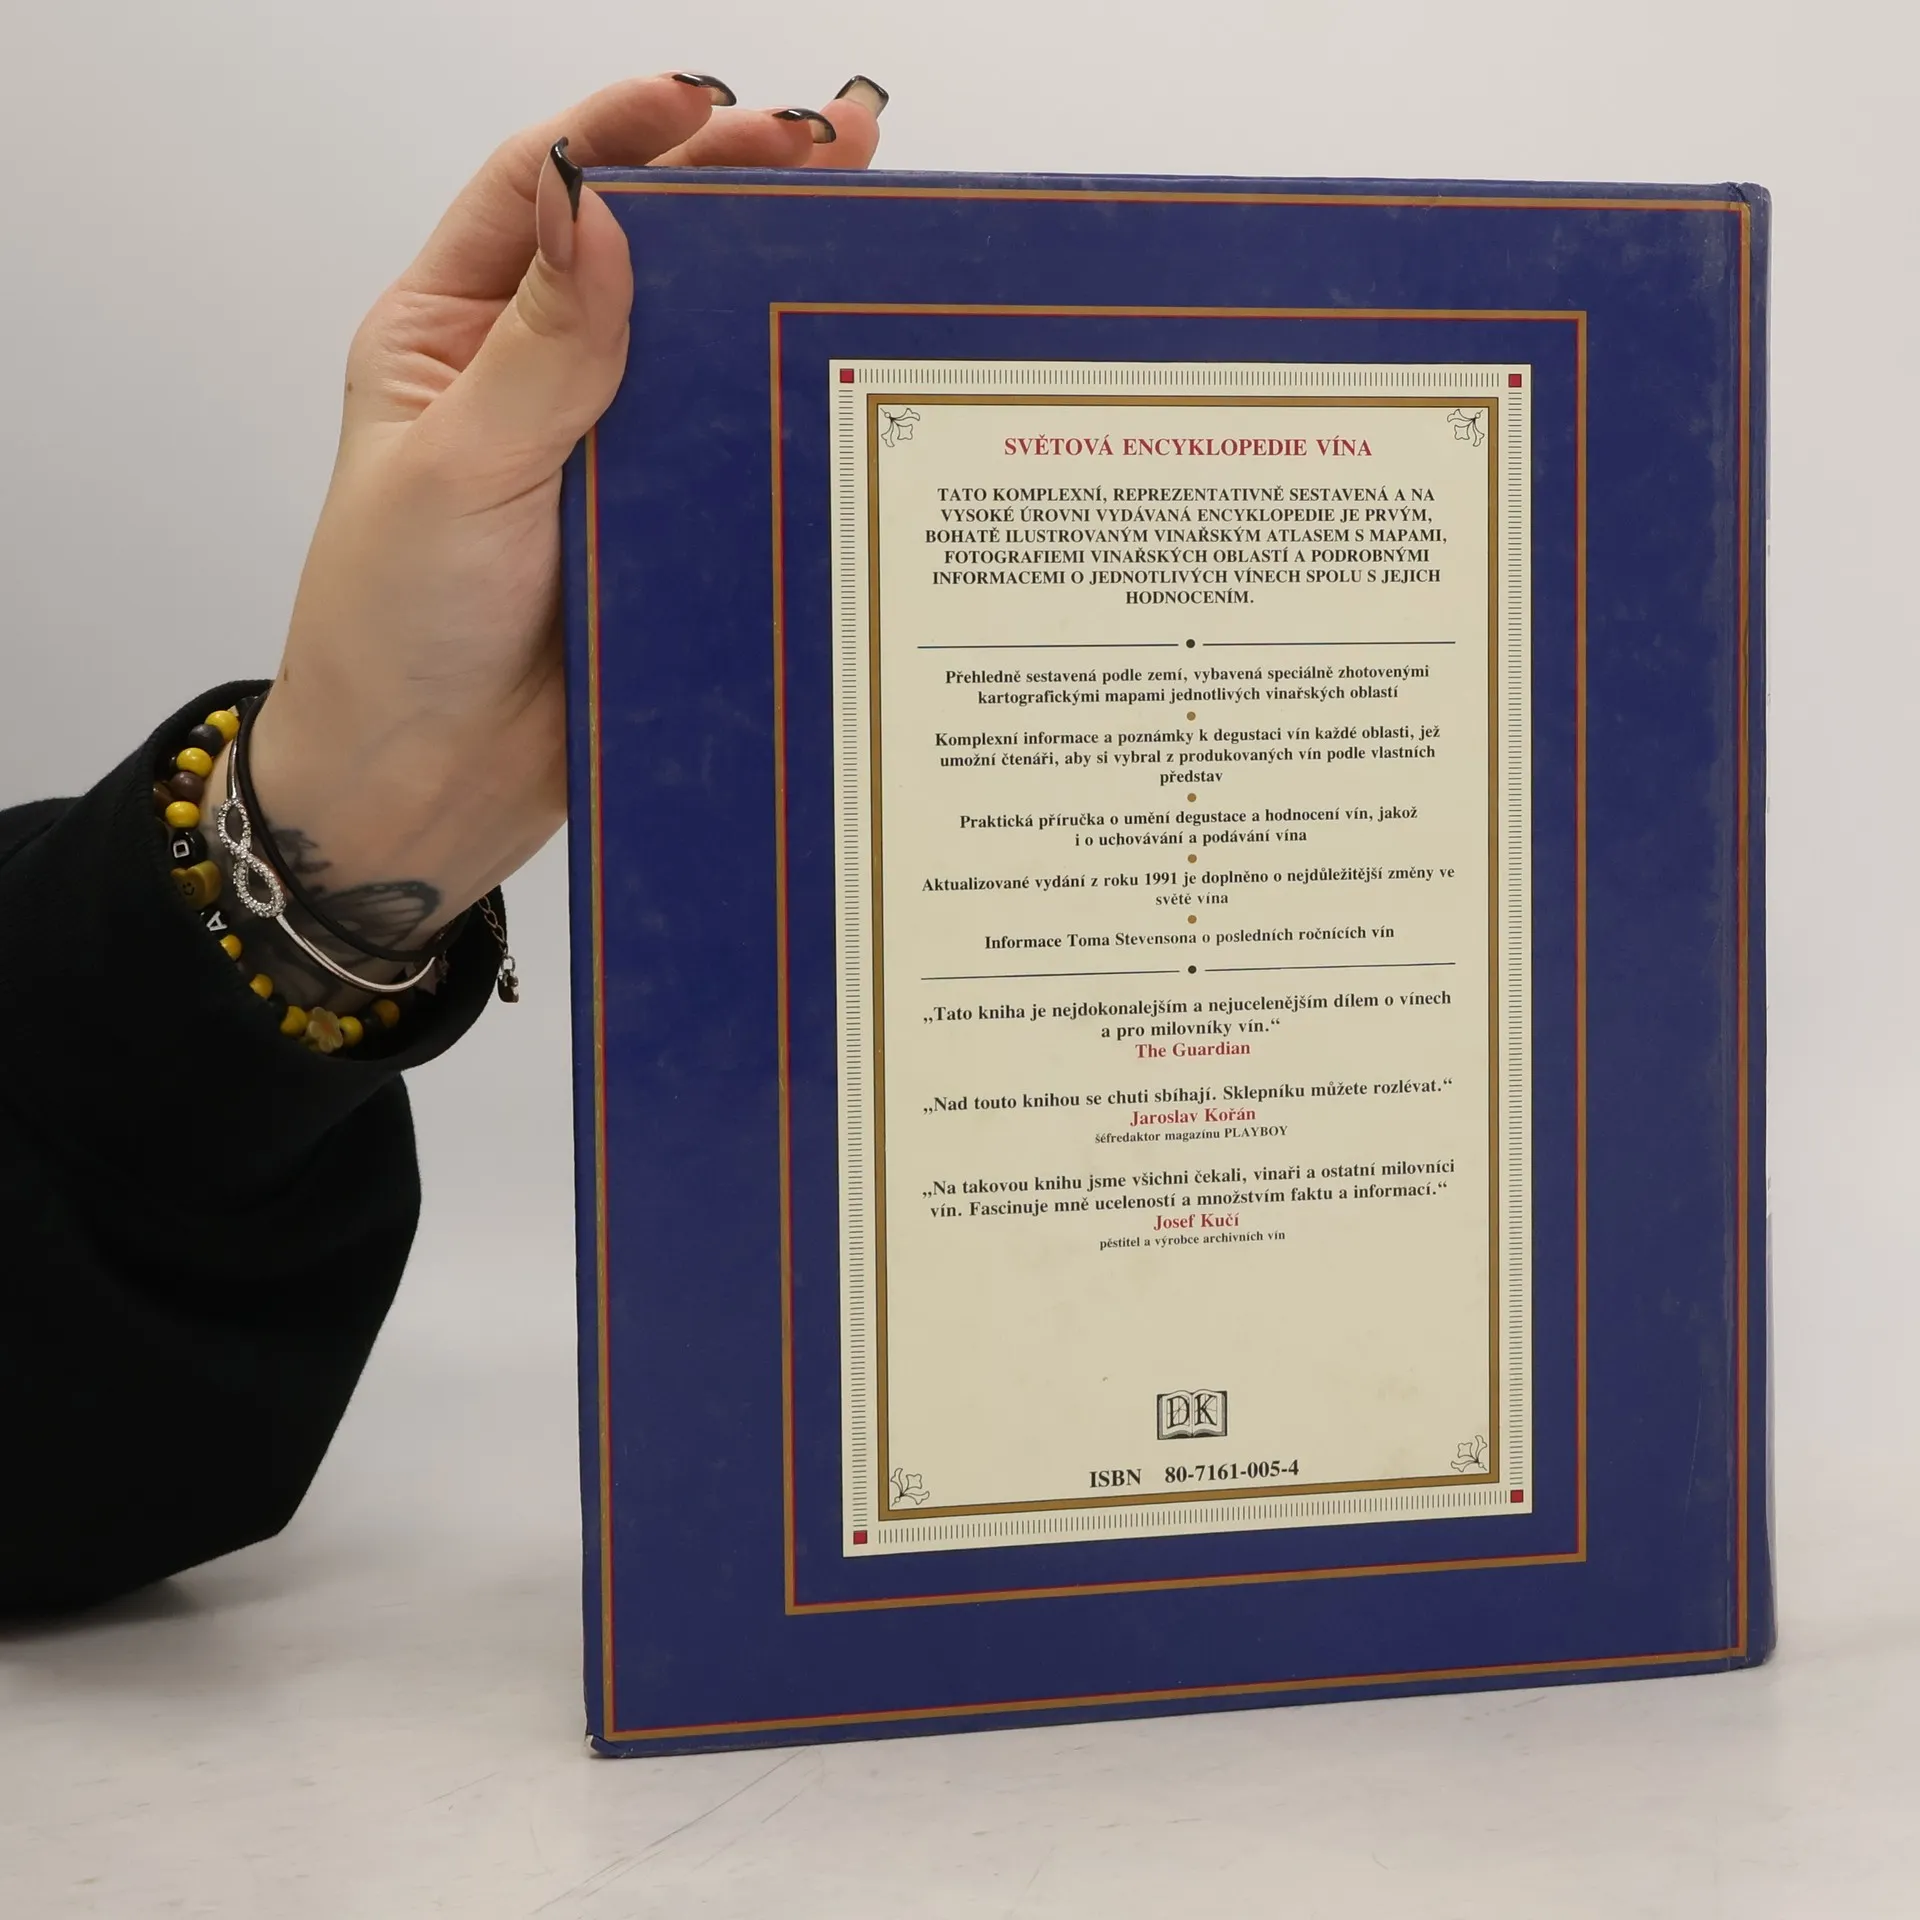 SVĚTOVÁ ENCYKLOPEDIE VÍNA
TATO KOMPLEXNÍ, REPREZENTATIVNĚ SESTAVENÁ A NA
VYSOKÉ ÚROVNI VYDÁVANÁ ENCYKLOPEDIE JE PRVÝM,
BOHATĚ ILUSTROVANÝM VINAŘSKÝM ATLASEM S MAPAMI,
FOTOGRAFIEMI VINAŘSKÝCH OBLASTÍ A PODROBNÝMI
INFORMACEMI O JEDNOTLIVÝCH VÍNECH SPOLU S JEJICH
HODNOCENÍM.
Přehledně sestavená podle zemí, vybavená speciálně zhotovenými
kartografickými mapami jednotlivých vinařských oblastí
Komplexní informace a poznámky k degustaci vín každé oblasti, jež
umožní čtenáři, aby si vybral z produkovaných vín podle vlastních
představ
Praktická příručka o umění degustace a hodnocení vín, jakož
i o uchovávání a podávání vína
Aktualizované vydání z roku 1991 je doplněno o nejdůležitější změny ve
světě vína
Informace Toma Stevensona o posledních ročnících vín
„Tato kniha je nejdokonalejším a nejucelenějším dílem o vínech
a pro milovníky vín.“
The Guardian
„Nad touto knihou se chuti sbíhají. Sklepníku můžete rozlévat.“
Jaroslav Kořán
šéfredaktor magazínu PLAYBOY
„Na takovou knihu jsme všichni čekali, vinaři a ostatní milovníci
vín. Fascinuje mně uceleností a množstvím faktu a informací.“
Josef Kučí
pěstitel a výrobce archivních vín
DK
ISBN 80-7161-005-4
D
A